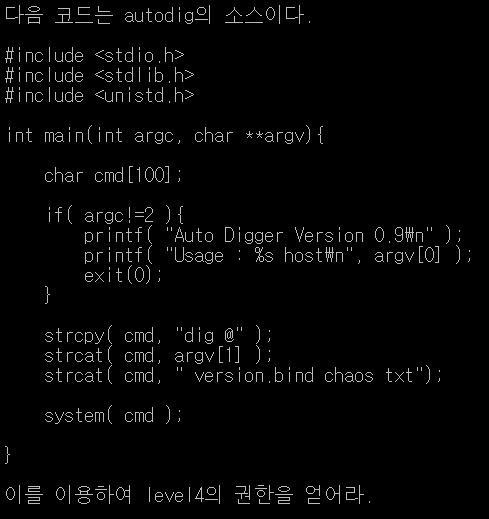 다음 코드는 autodig의 소스이다.
#include <stdio.h>
#include <stdlib.h>
#include <unistd.h>
int main(int argc, char **argv){
char cmd[100];
if( argc!=2 ){
printf( "Auto Digger Version 0.9₩n" );
printf( "Usage : %s host₩n", argv[0] );
exit(0);
}
strcpy( cmd, "dig @" );
strcat( cmd, argv[1] );
strcat( cmd, " version.bind chaos txt");
system( cmd );
}
이를 이용하여 level4의 권한을 얻어라.